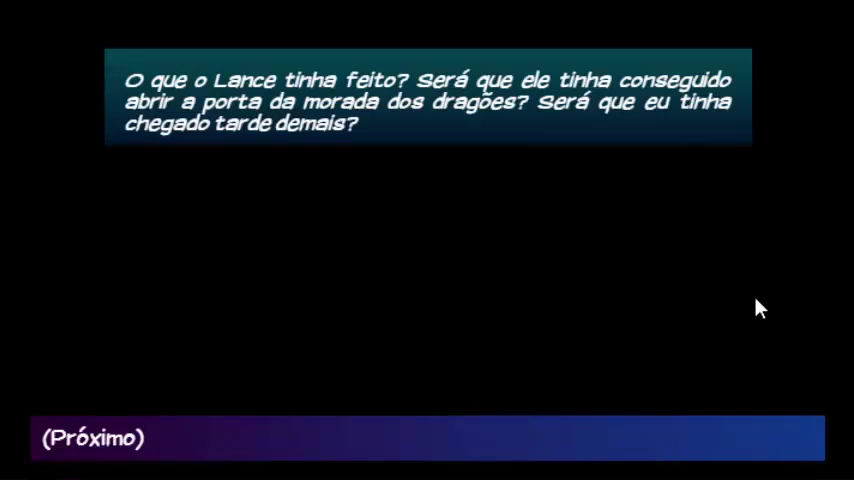 O que o Lance tinha feito? Será que ele tinha conseguido
abrir a porta da morada dos dragões? Será que eu tinha
chegado tarde demais?
(Próximo)